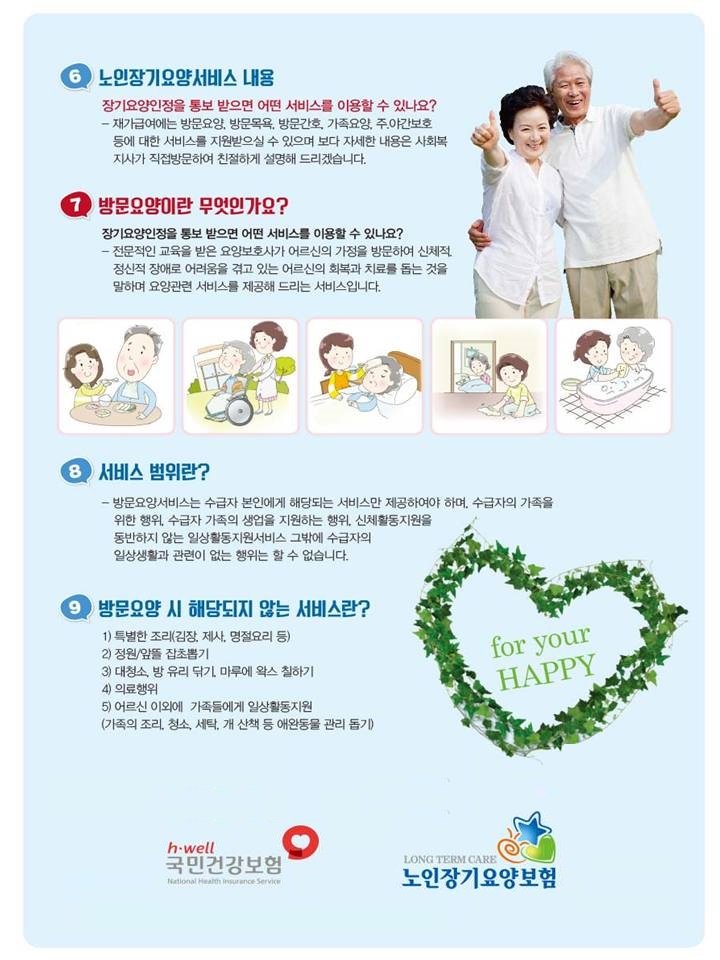 6 노인장기요양서비스 내용
장기요양인정을 통보 받으면 어떤 서비스를 이용할 수 있나요?
- 재가급여에는 방문요양, 방문목욕, 방문간호, 가족요양, 주.야간보호
등에 대한 서비스를 지원받으실 수 있으며 보다 자세한 내용은 사회복
지사가 직접방문하여 친절하게 설명해 드리겠습니다.
7 방문요양이란 무엇인가요?
장기요양인정을 통보 받으면 어떤 서비스를 이용할 수 있나요?
- 전문적인 교육을 받은 요양보호사가 어르신의 가정을 방문하여 신체적,
정신적 장애로 어려움을 겪고 있는 어르신의 회복과 치료를 돕는 것을
말하며 요양관련 서비스를 제공해 드리는 서비스입니다.
8 서비스 범위란?
- 방문요양서비스는 수급자 본인에게 해당되는 서비스만 제공하여야 하며, 수급자의 가족을
위한 행위, 수급자 가족의 생업을 지원하는 행위, 신체활동지원을
동반하지 않는 일상활동지원서비스 그밖에 수급자의
일상생활과 관련이 없는 행위는 할 수 없습니다.
9 방문요양 시 해당되지 않는 서비스란?
1) 특별한 조리(김장, 제사, 명절요리 등)
2) 정원/앞뜰 잡초뽑기
3) 대청소, 방 유리 닦기, 마루에 왁스 칠하기
4) 의료행위
5) 어르신 이외에 가족들에게 일상활동지원
(가족의 조리, 청소, 세탁, 개 산책 등 애완동물 관리 돕기)
for your
HAPPY
h·well
국민건강보험
National Health Insurance Service
LONG TERM CARE
노인장기요양보험